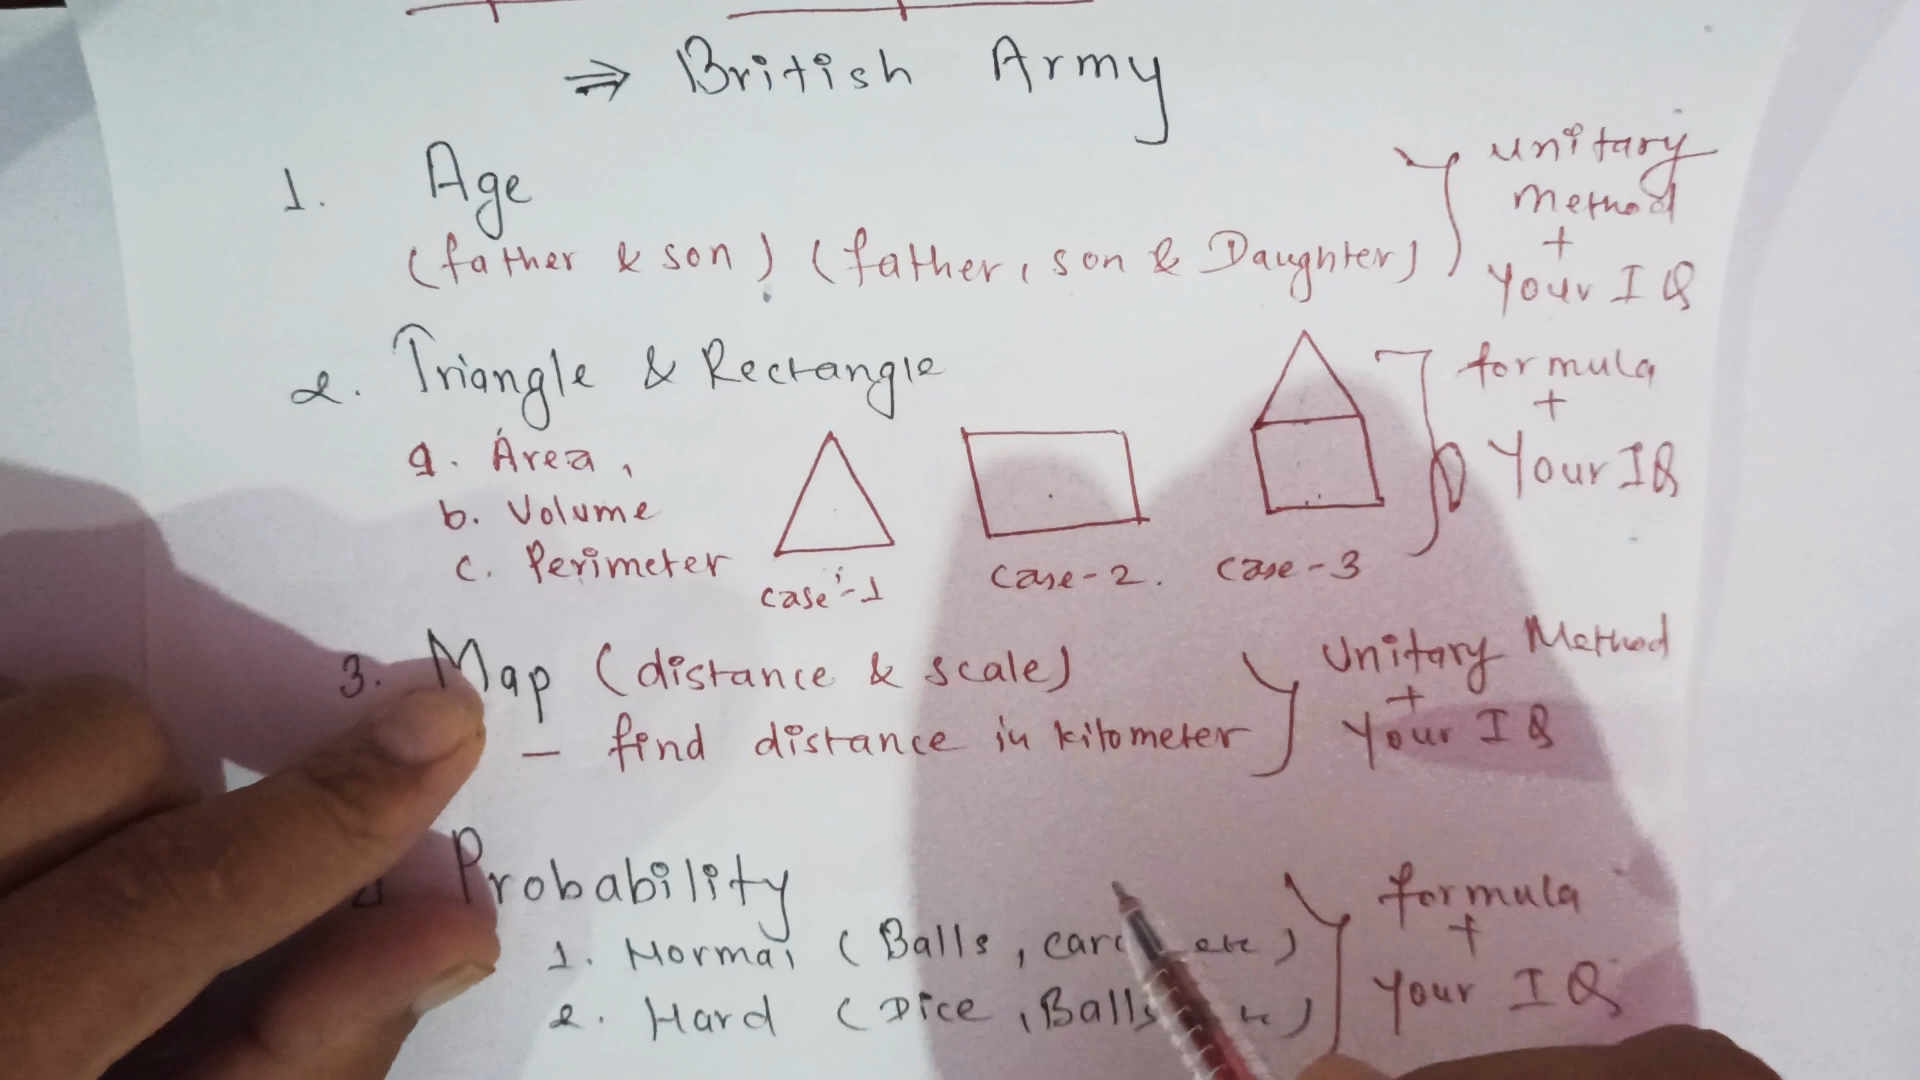 ⇒ British Army
1. Age
(father & son) (father, son & Daughter)
unitary
method
+
Your IQ
2. Triangle & Rectangle
a. Area,
b. Volume
c. Perimeter
case-1
case-2.
case-3
formula
+
Your IQ
3. Map (distance & scale)
– find distance in kilometer
Unitary Method
+
Your IQ
Probability
1. Normal (Balls, etc)
2. Hard (Dice, Balls
formula
+
Your IQ